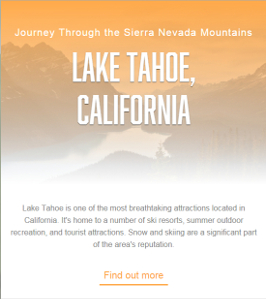 Journey Through the Sierra Nevada Mountains
LAKE TAHOE,
CALIFORNIA
Lake Tahoe is one of the most breathtaking attractions located in
California. It's home to a number of ski resorts, summer outdoor
recreation, and tourist attractions. Snow and skiing are a significant part
of the area's reputation.
Find out more